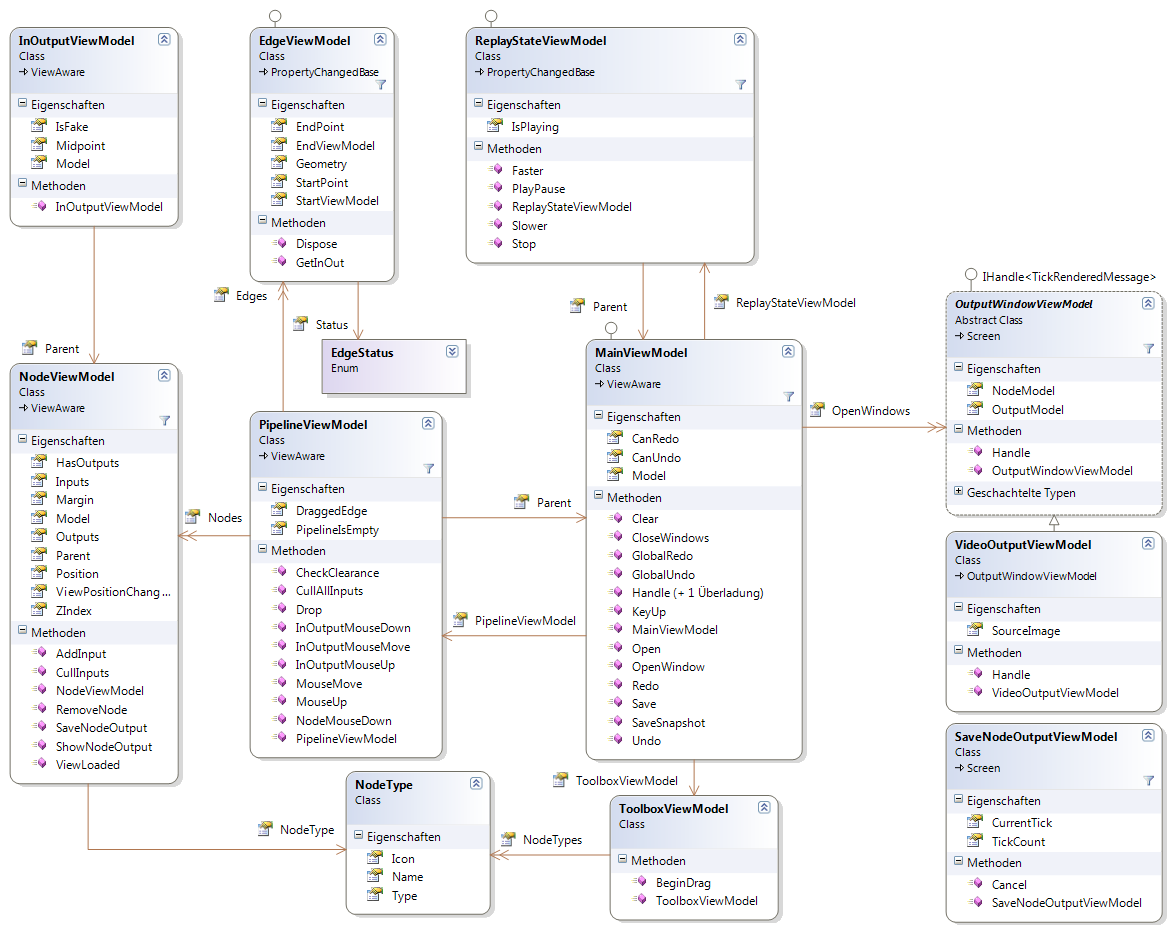 InOutputViewModel
Class
ViewAware
Eigenschaften
IsFake
Midpoint
Model
Methoden
InOutputViewModel
EdgeViewModel
Class
PropertyChangedBase
Eigenschaften
EndPoint
EndViewModel
Geometry
StartPoint
StartViewModel
Methoden
Dispose
GetInOut
ReplayStateViewModel
Class
PropertyChangedBase
Eigenschaften
IsPlaying
Methoden
Faster
PlayPause
ReplayStateViewModel
Slower
Stop
Parent
Edges
Status
Parent
ReplayStateViewModel
IHandle<TickRenderedMessage>
EdgeStatus
Enum
NodeViewModel
Class
ViewAware
Eigenschaften
HasOutputs
Inputs
Margin
Model
Outputs
Parent
Position
ViewPositionChang...
ZIndex
Methoden
AddInput
CullInputs
NodeViewModel
RemoveNode
SaveNodeOutput
ShowNodeOutput
ViewLoaded
Nodes
PipelineViewModel
Class
ViewAware
Eigenschaften
DraggedEdge
PipelineIsEmpty
Methoden
CheckClearance
CullAllInputs
Drop
InOutputMouseDown
InOutputMouseMove
InOutputMouseUp
MouseMove
MouseUp
NodeMouseDown
PipelineViewModel
Parent
PipelineViewModel
MainViewModel
Class
ViewAware
Eigenschaften
CanRedo
CanUndo
Model
Methoden
Clear
CloseWindows
GlobalRedo
GlobalUndo
Handle (+ 1 Überladung)
KeyUp
MainViewModel
Open
OpenWindow
Redo
Save
SaveSnapshot
Undo
OpenWindows
OutputWindowViewModel
Abstract Class
Screen
Eigenschaften
NodeModel
OutputModel
Methoden
Handle
OutputWindowViewModel
Geschachtelte Typen
VideoOutputViewModel
Class
OutputWindowViewModel
Eigenschaften
SourceImage
Methoden
Handle
VideoOutputViewModel
SaveNodeOutputViewModel
Class
Screen
Eigenschaften
CurrentTick
TickCount
Methoden
Cancel
SaveNodeOutputViewModel
NodeType
NodeType
Class
Eigenschaften
Icon
Name
Type
NodeTypes
ToolboxViewModel
ToolboxViewModel
Class
Methoden
BeginDrag
ToolboxViewModel